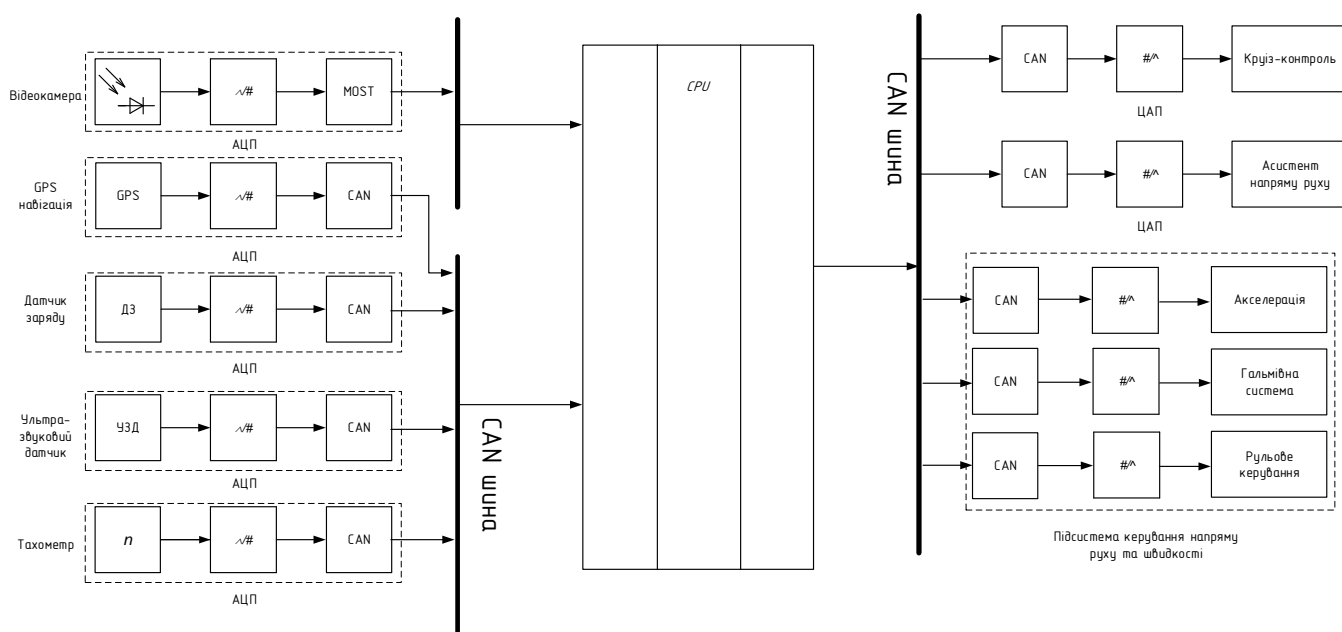 Відеокамера
~/#
MOST
АЦП
GPS
навігація
GPS
~/#
CAN
АЦП
Датчик
заряду
ДЗ
~/#
CAN
АЦП
Ультра-
звуковий
датчик
УЗД
~/#
CAN
АЦП
Тахометр
n
~/#
CAN
АЦП
CAN шина
CPU
CAN шина
CAN
#/^
Круїз-контроль
ЦАП
CAN
#/^
Асистент
напряму руху
ЦАП
CAN
#/^
Акселерація
CAN
#/^
Гальмівна
система
CAN
#/^
Рульове
керування
Підсистема керування напряму
руху та швидкості